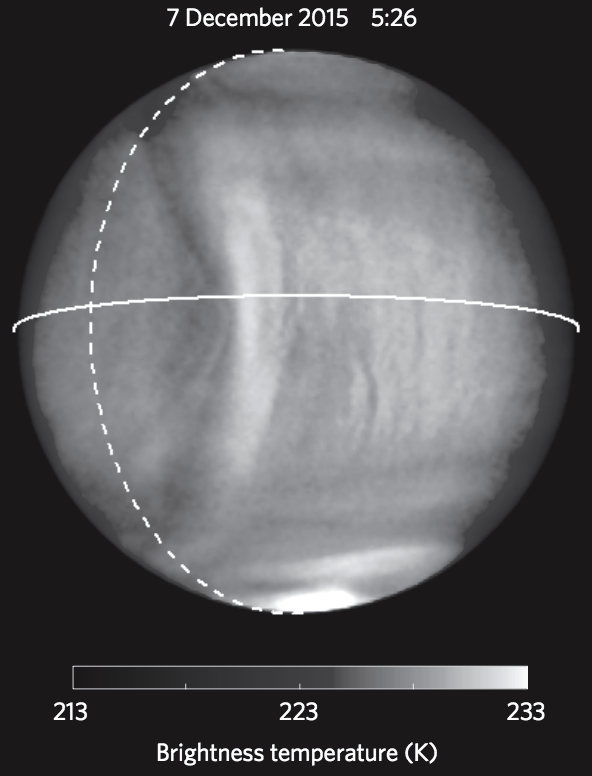 7 December 2015 5:26
213 223 233
Brightness temperature (K)